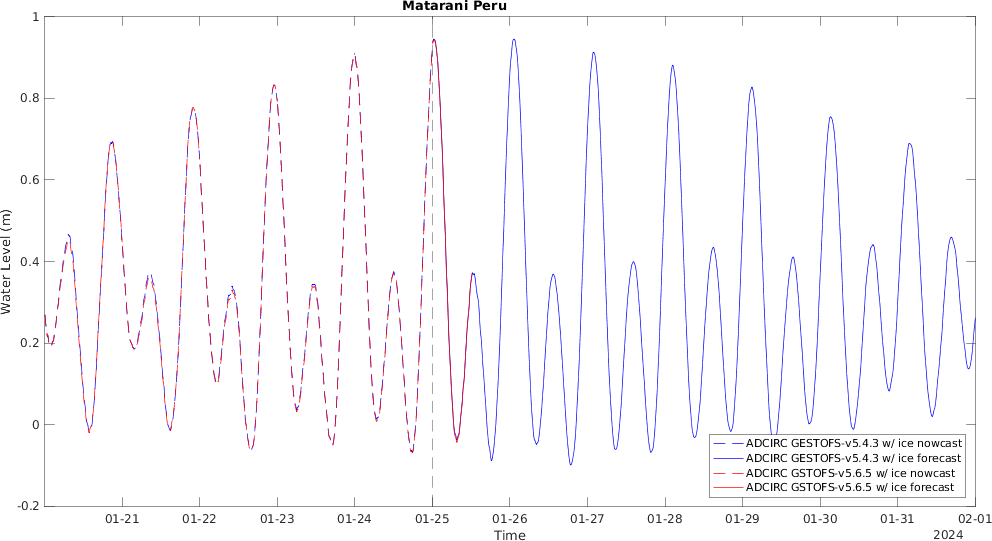 Matarani Peru
Water Level (m)
1
0.8
0.6
0.4
0.2
0
-0.2
01-21 01-22 01-23 01-24 01-25 01-26 01-27 01-28 01-29 01-30 01-31 02-01
Time
2024
ADCIRC GESTOFS-v5.4.3 w/ ice nowcast
ADCIRC GESTOFS-v5.4.3 w/ ice forecast
ADCIRC GSTOFS-v5.6.5 w/ ice nowcast
ADCIRC GSTOFS-v5.6.5 w/ ice forecast